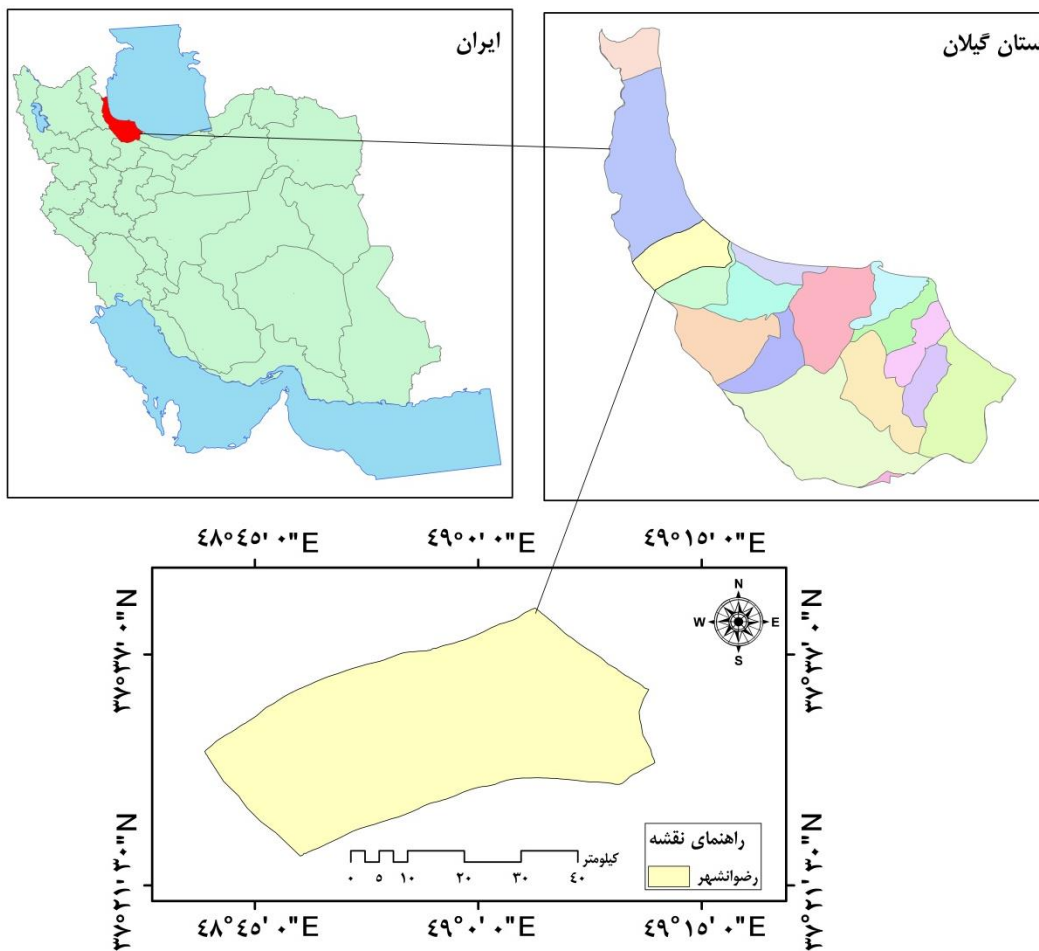 ایران
ستان گیلان
٤٨°٤٥' ٠"E
٤٩°٠' ٠"E
٤٩°١٥' ٠"E
N
W
E
S
٣٧°٣٧' ٠"N
٣٧°٣٧' ٠"N
راهنمای نقشه
رضوانشهر
کیلومتر
٠ ٥ ١٠ ٢٠ ٣٠ ٤٠
٣٧°٢١' ٣٠"N
٣٧°٢١' ٣٠"N
٤٨°٤٥' ٠"E
٤٩°٠' ٠"E
٤٩°١٥' ٠"E